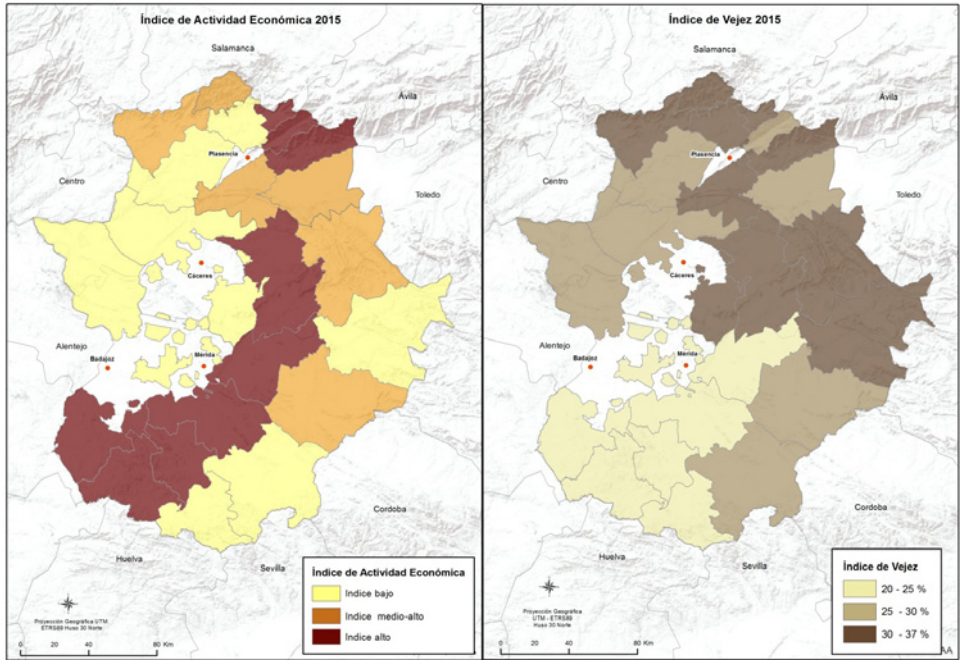 Índice de Actividad Económica 2015
Salamanca
Ávila
Plasencia
Centro
Toledo
Cáceres
Alentejo
Badajoz
Mérida
Cordoba
Huelva
Sevilla
Proyección Geográfica UTM
ETRS89 Huso 30 Norte
0 20 40 80 Km
Índice de Actividad Económica
Indice bajo
Indice medio-alto
Indice alto
Índice de Vejez 2015
Salamanca
Ávila
Plasencia
Centro
Toledo
Cáceres
Alentejo
Badajoz
Mérida
Cordoba
Huelva
Sevilla
Proyección Geográfica
UTM - ETRS89
Huso 30 Norte
0 20 40 80 Km
Índice de Vejez
20 - 25 %
25 - 30 %
30 - 37 %
AA